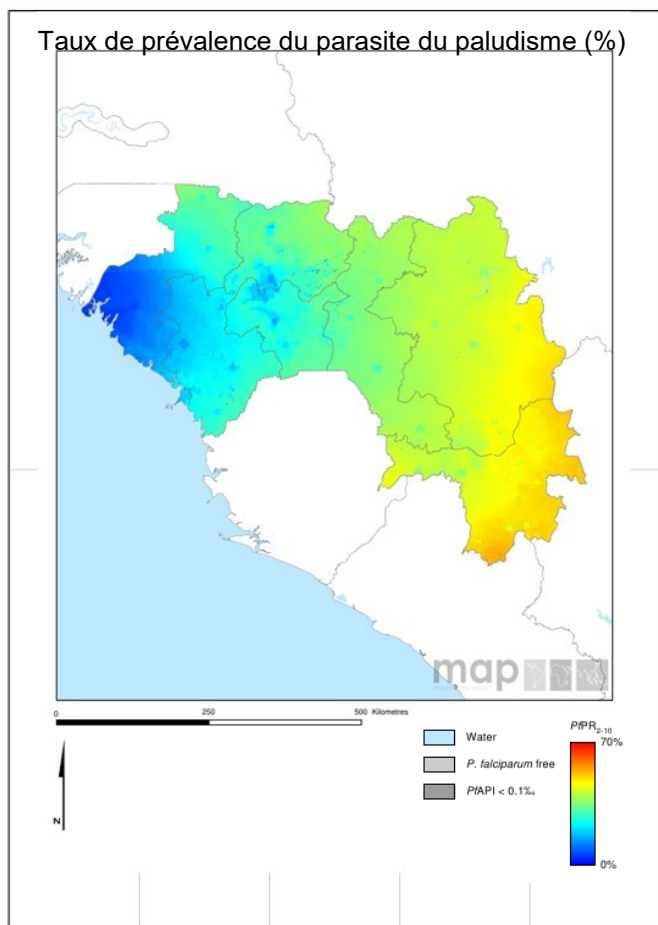 Taux de prévalence du parasite du paludisme (%)
map
0 250 500 Kilometres
Water
P. falciparum free
PfAPI < 0.1‰
PfPR2-10
70%
0%
N